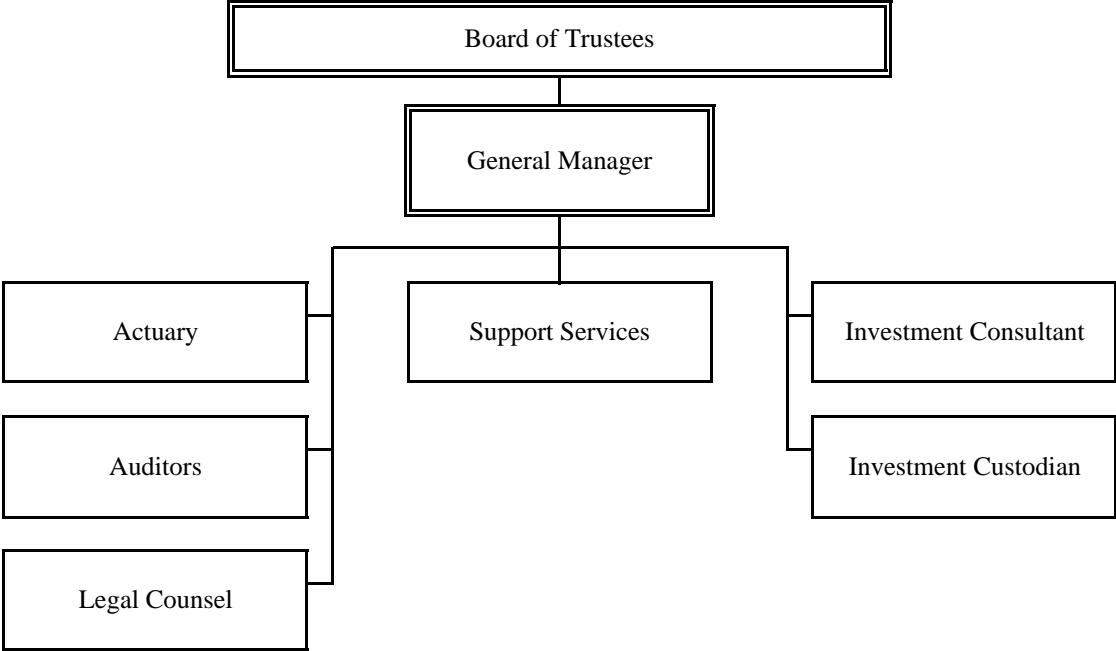 Board of Trustees
General Manager
Actuary
Support Services
Investment Consultant
Auditors
Investment Custodian
Legal Counsel